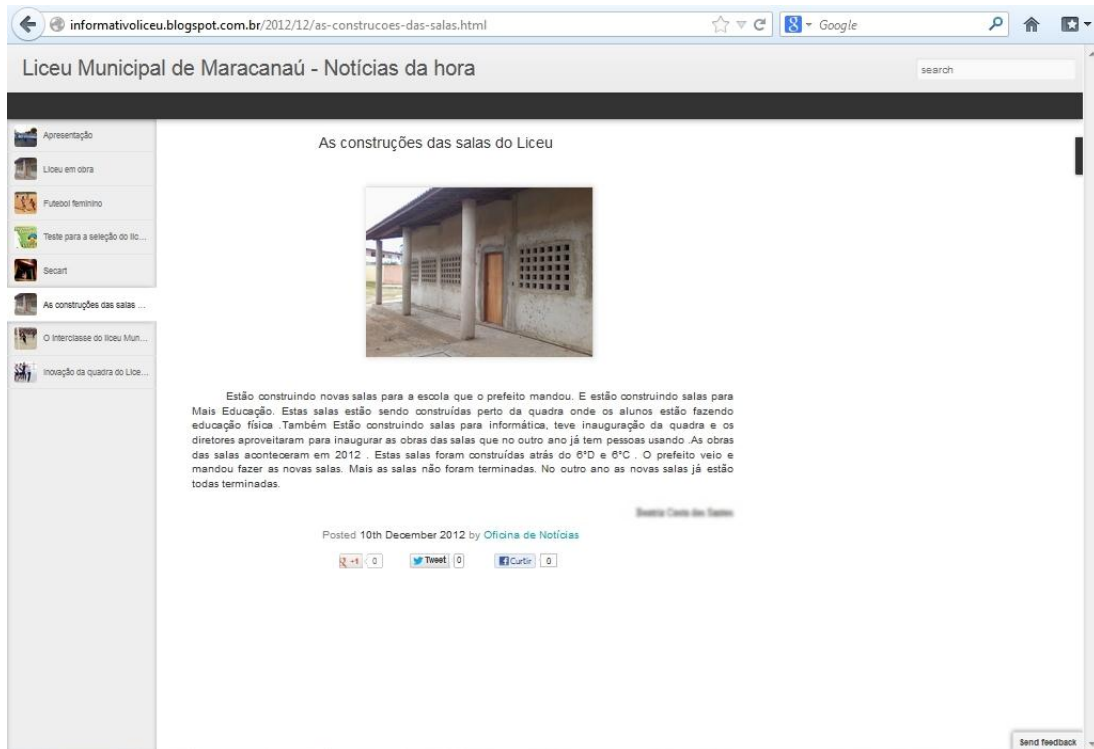 informativoliceu.blogspot.com.br/2012/12/as-construcoes-das-salas.html
Google
Liceu Municipal de Maracanaú - Notícias da hora
search
Apresentação
Liceu em obra
Futebol feminino
Teste para a seleção do lic...
Secart
As construções das salas ...
O Interclasse do liceu Mun...
Inovação da quadra do Lice...
As construções das salas do Liceu
Estão construindo novas salas para a escola que o prefeito mandou. E estão construindo salas para
Mais Educação. Estas salas estão sendo construídas perto da quadra onde os alunos estão fazendo
educação física .Também Estão construindo salas para informática, teve inauguração da quadra e os
diretores aproveitaram para inaugurar as obras das salas que no outro ano já tem pessoas usando .As obras
das salas aconteceram em 2012 . Estas salas foram construídas atrás do 6°D e 6°C . O prefeito veio e
mandou fazer as novas salas. Mais as salas não foram terminadas. No outro ano as novas salas já estão
todas terminadas.
Posted 10th December 2012 by Oficina de Notícias
+1 0 Tweet 0 Curtir 0
Send feedback